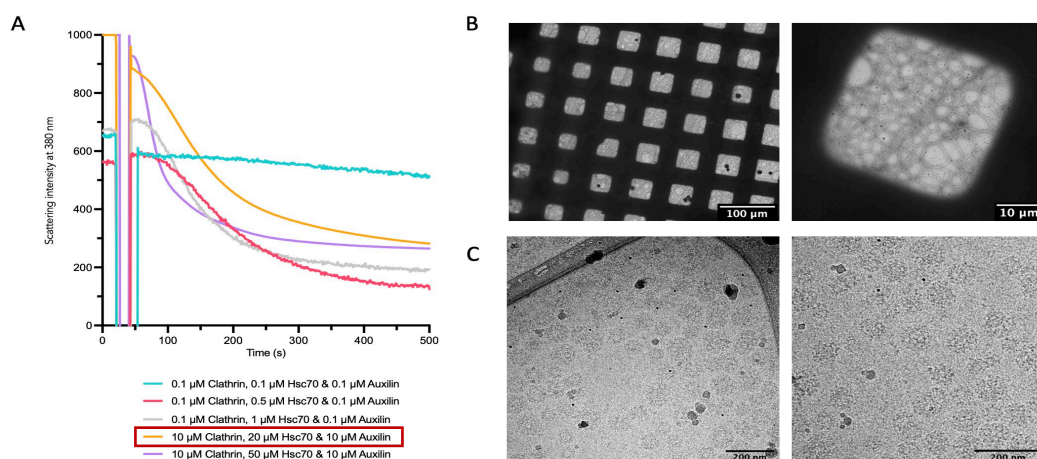 A
Scattering intensity at 380 nm
1000
800
600
400
200
0
0 100 200 300 400 500
Time (s)
0.1 µM Clathrin, 0.1 µM Hsc70 & 0.1 µM Auxilin
0.1 µM Clathrin, 0.5 µM Hsc70 & 0.1 µM Auxilin
0.1 µM Clathrin, 1 µM Hsc70 & 0.1 µM Auxilin
10 µM Clathrin, 20 µM Hsc70 & 10 µM Auxilin
10 µM Clathrin, 50 µM Hsc70 & 10 µM Auxilin
B
100 µm
10 µm
C
200 nm
200 nm